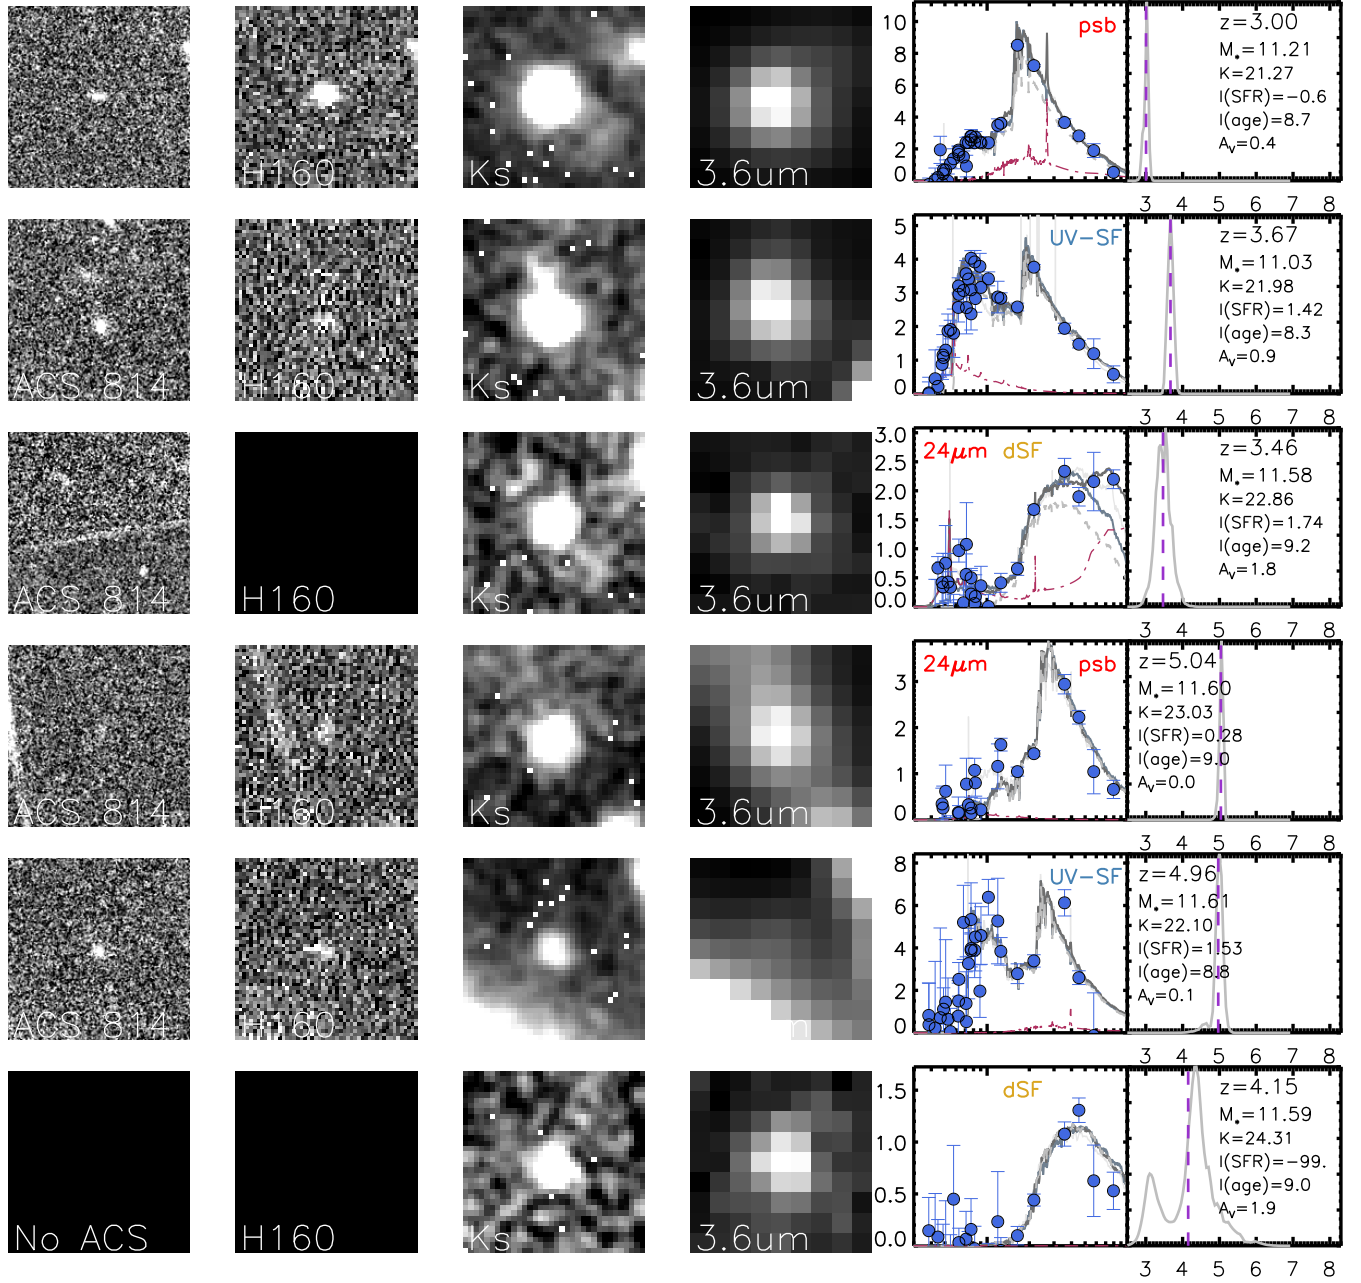 H160
Ks
3.6um
10
8
6
4
2
0
psb
z=3.00
M*=11.21
K=21.27
l(SFR)=−0.6
l(age)=8.7
Av=0.4
3 4 5 6 7 8
ACS 814
H160
Ks
3.6um
5
4
3
2
1
0
UV−SF
z=3.67
M*=11.03
K=21.98
l(SFR)=1.42
l(age)=8.3
Av=0.9
3 4 5 6 7 8
ACS 814
H160
Ks
3.6um
3.0
2.5
2.0
1.5
1.0
0.5
0.0
24μm dSF
z=3.46
M*=11.58
K=22.86
l(SFR)=1.74
l(age)=9.2
Av=1.8
3 4 5 6 7 8
ACS 814
H160
Ks
3.6um
3
2
1
0
24μm psb
z=5.04
M*=11.60
K=23.03
l(SFR)=0.28
l(age)=9.0
Av=0.0
3 4 5 6 7 8
ACS 814
H160
8
6
4
2
0
UV−SF
z=4.96
M*=11.61
K=22.10
l(SFR)=1.53
l(age)=8.8
Av=0.1
3 4 5 6 7 8
No ACS
H160
Ks
3.6um
1.5
1.0
0.5
0.0
dSF
z=4.15
M*=11.59
K=24.31
l(SFR)=−99.
l(age)=9.0
Av=1.9
3 4 5 6 7 8